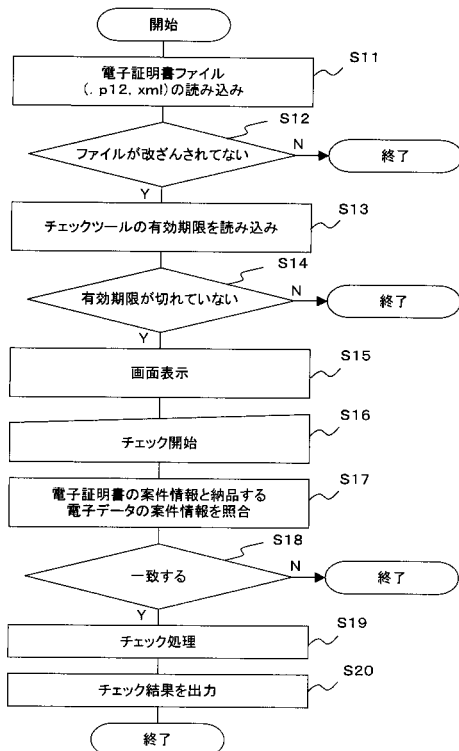 開始
S11
電子証明書ファイル
(. p12, xml)の読み込み
S12
ファイルが改ざんされてない
N
終了
Y
S13
チェックツールの有効期限を読み込み
S14
有効期限が切れていない
N
終了
Y
S15
画面表示
S16
チェック開始
S17
電子証明書の案件情報と納品する
電子データの案件情報を照合
S18
一致する
N
終了
Y
S19
チェック処理
S20
チェック結果を出力
終了